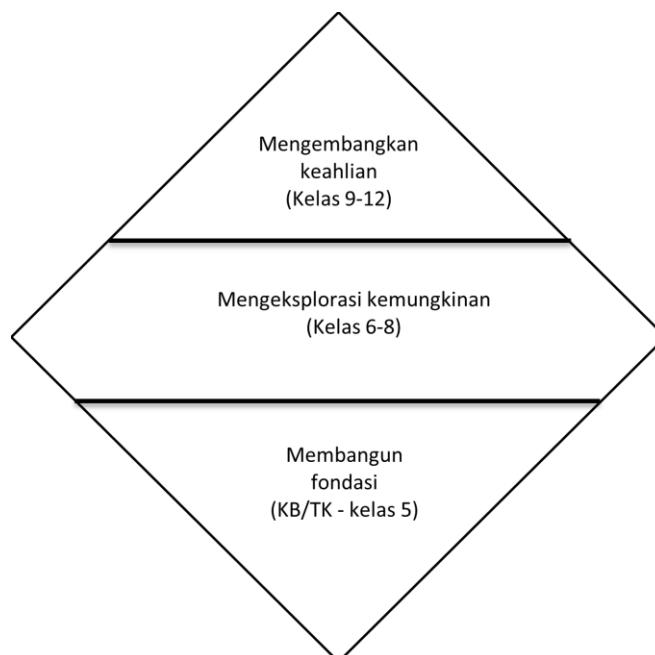 Mengembangkan
keahlian
(Kelas 9-12)
Mengeksplorasi kemungkinan
(Kelas 6-8)
Membangun
fondasi
(KB/TK - kelas 5)